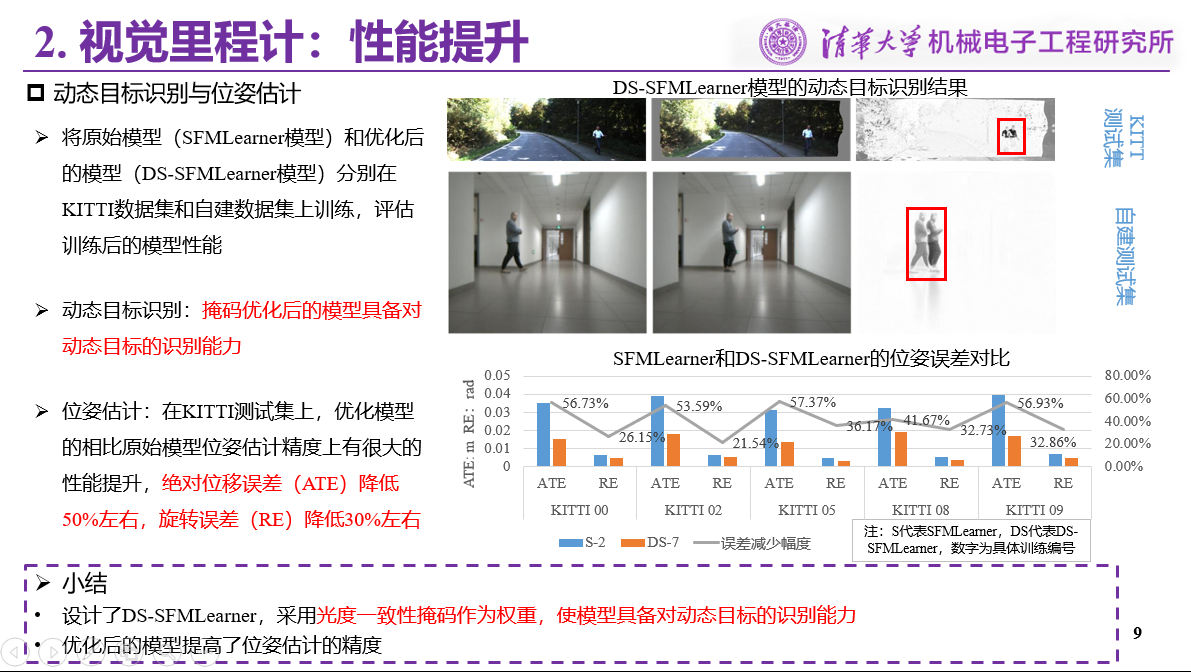 2. 视觉里程计：性能提升
清华大学机械电子工程研究所
动态目标识别与位姿估计
将原始模型（SFMLearner模型）和优化后
的模型（DS-SFMLearner模型）分别在
KITTI数据集和自建数据集上训练，评估
训练后的模型性能
动态目标识别：掩码优化后的模型具备对
动态目标的识别能力
位姿估计：在KITTI测试集上，优化模型
的相比原始模型位姿估计精度上有很大的
性能提升，绝对位移误差（ATE）降低
50%左右，旋转误差（RE）降低30%左右
DS-SFMLearner模型的动态目标识别结果
KITT
测试集
自建测试集
SFMLearner和DS-SFMLearner的位姿误差对比
ATE: m RE: rad
0.05
0.04
0.03
0.02
0.01
0
80.00%
60.00%
40.00%
20.00%
0.00%
56.73%
26.15%
53.59%
21.54%
57.37%
36.17%
41.67%
32.73%
56.93%
32.86%
ATE RE ATE RE ATE RE ATE RE ATE RE
KITTI 00 KITTI 02 KITTI 05 KITTI 08 KITTI 09
S-2 DS-7 误差减少幅度
注：S代表SFMLearner，DS代表DS-
SFMLearner，数字为具体训练编号
小结
• 设计了DS-SFMLearner，采用光度一致性掩码作为权重，使模型具备对动态目标的识别能力
• 优化后的模型提高了位姿估计的精度
9